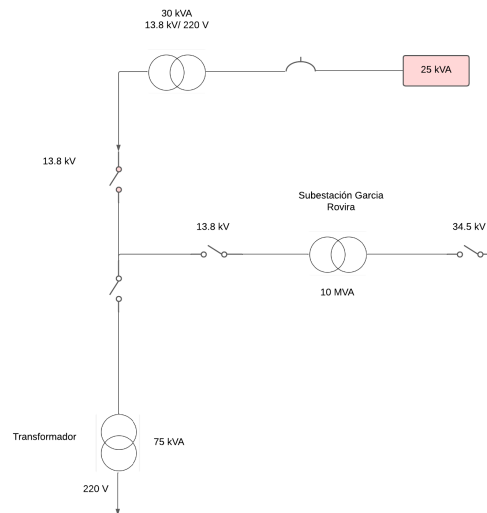 30 kVA
13.8 kV/ 220 V
25 kVA
13.8 kV
Subestación Garcia
Rovira
13.8 kV
34.5 kV
10 MVA
Transformador
75 kVA
220 V